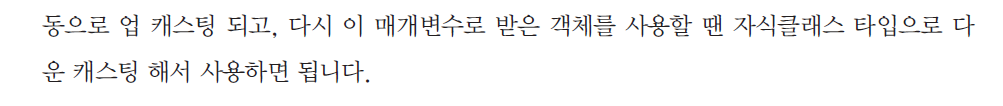 동으로 업 캐스팅 되고, 다시 이 매개변수로 받은 객체를 사용할 땐 자식클래스 타입으로 다
운 캐스팅 해서 사용하면 됩니다.